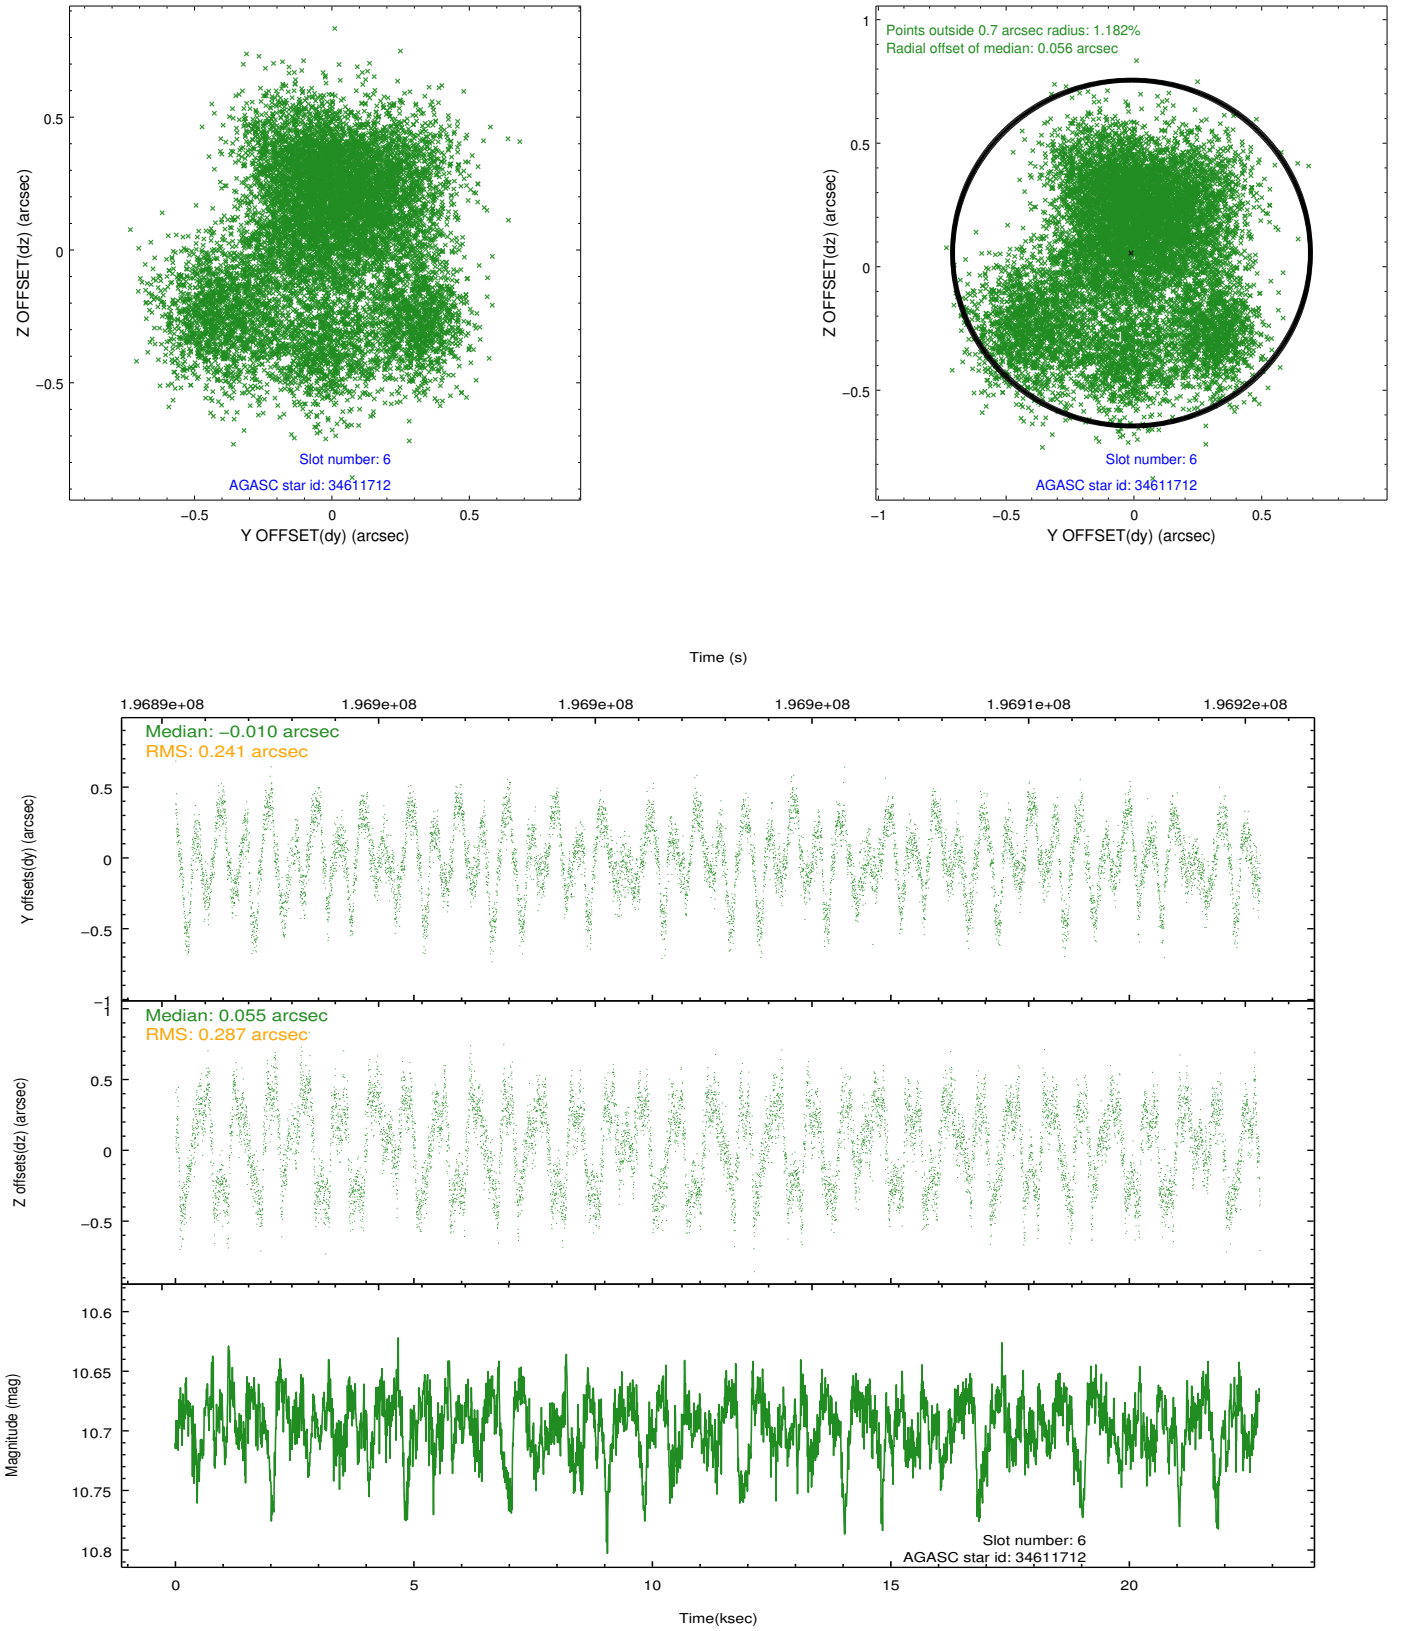 0.5
0
−0.5
Z OFFSET(dz) (arcsec)
Slot number: 6
AGASC star id: 34611712
−0.5 0 0.5
Y OFFSET(dy) (arcsec)
Points outside 0.7 arcsec radius: 1.182%
Radial offset of median: 0.056 arcsec
1
0.5
0
−0.5
Z OFFSET(dz) (arcsec)
Slot number: 6
AGASC star id: 34611712
−1 −0.5 0 0.5
Y OFFSET(dy) (arcsec)
Time (s)
1.9689e+08 1.969e+08 1.969e+08 1.969e+08 1.9691e+08 1.9692e+08
Median: −0.010 arcsec
RMS: 0.241 arcsec
0.5
0
−0.5
−1
Y offsets(dy) (arcsec)
Median: 0.055 arcsec
RMS: 0.287 arcsec
1
0.5
0
−0.5
Z offsets(dz) (arcsec)
10.6
10.65
10.7
10.75
10.8
Magnitude (mag)
Slot number: 6
AGASC star id: 34611712
0 5 10 15 20
Time(ksec)